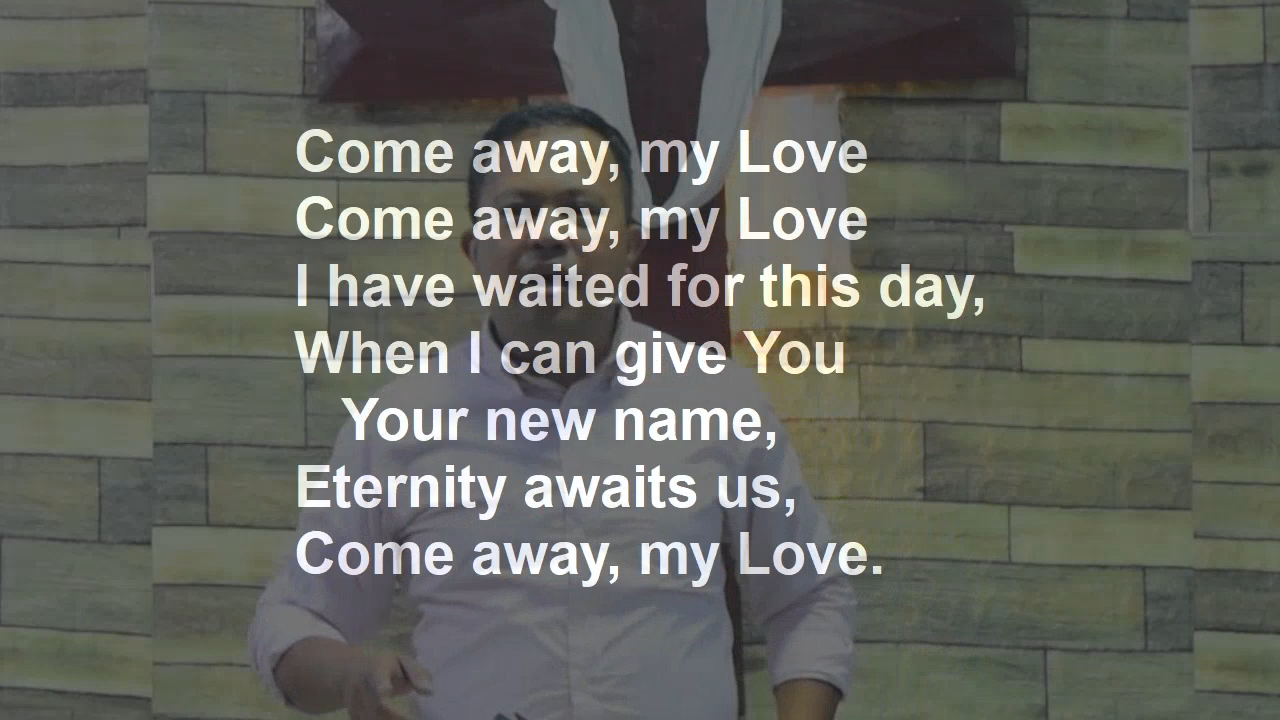 Come away, my Love
Come away, my Love
I have waited for this day,
When I can give You
Your new name,
Eternity awaits us,
Come away, my Love.